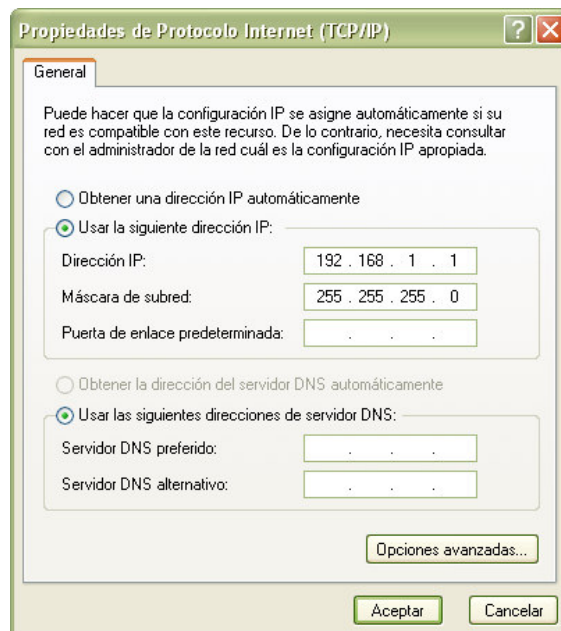 Propiedades de Protocolo Internet (TCP/IP)
General
Puede hacer que la configuración IP se asigne automáticamente si su
red es compatible con este recurso. De lo contrario, necesita consultar
con el administrador de la red cuál es la configuración IP apropiada.
Obtener una dirección IP automáticamente
Usar la siguiente dirección IP:
Dirección IP: 192 . 168 . 1 . 1
Máscara de subred: 255 . 255 . 255 . 0
Puerta de enlace predeterminada: . . .
Obtener la dirección del servidor DNS automáticamente
Usar las siguientes direcciones de servidor DNS:
Servidor DNS preferido: . . .
Servidor DNS alternativo: . . .
Opciones avanzadas...
Aceptar Cancelar